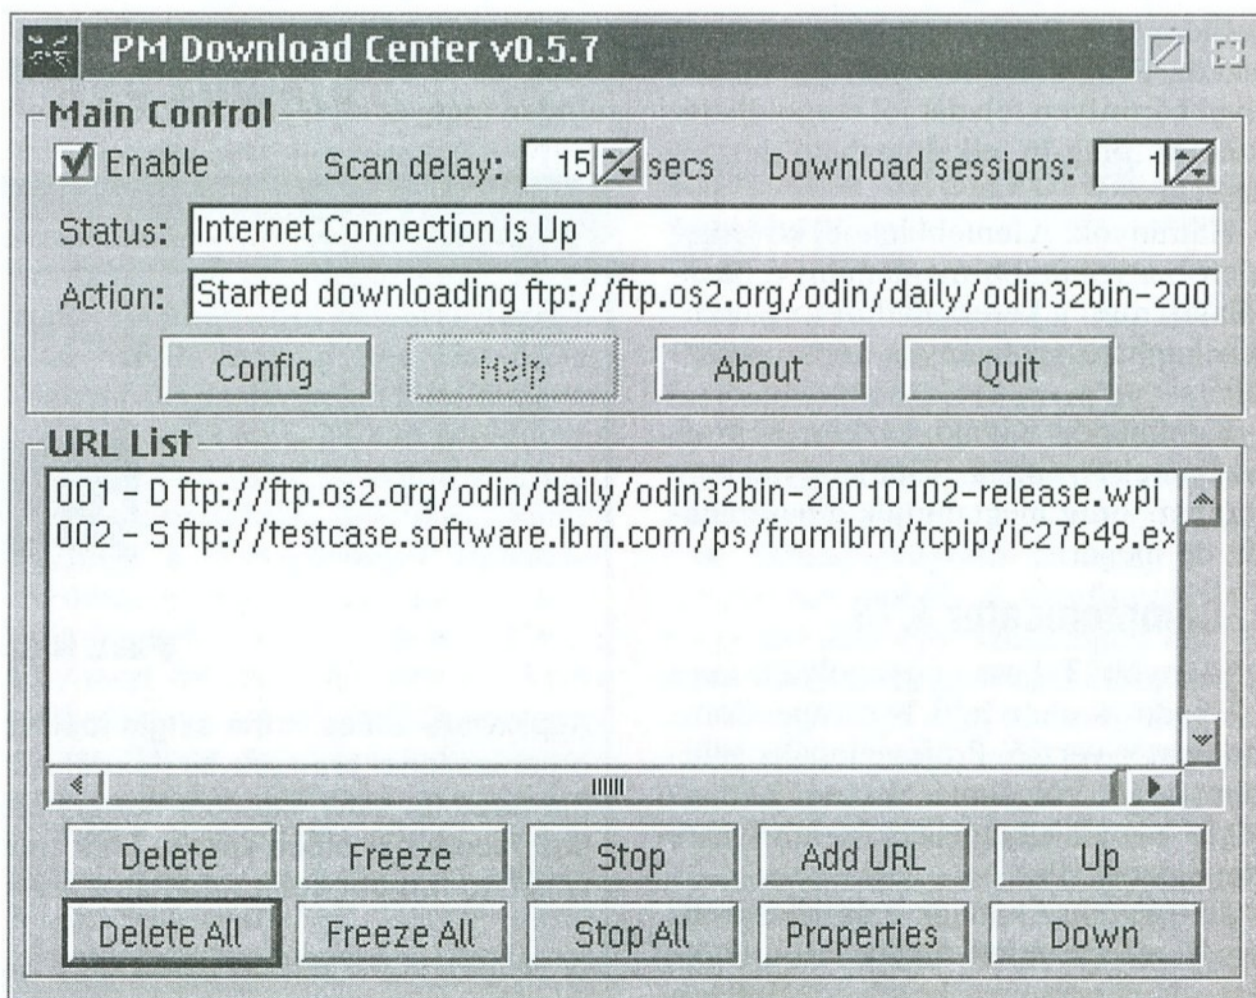 PM Download Center v0.5.7
Main Control
Enable Scan delay: 15 secs Download sessions: 1
Status: Internet Connection is Up
Action: Started downloading ftp://ftp.os2.org/odin/daily/odin32bin-200
Config Help About Quit
URL List
001 - D ftp://ftp.os2.org/odin/daily/odin32bin-20010102-release.wpi
002 - S ftp://testcase.software.ibm.com/ps/fromibm/tcpip/ic27649.ex
Delete Freeze Stop Add URL Up
Delete All Freeze All Stop All Properties Down